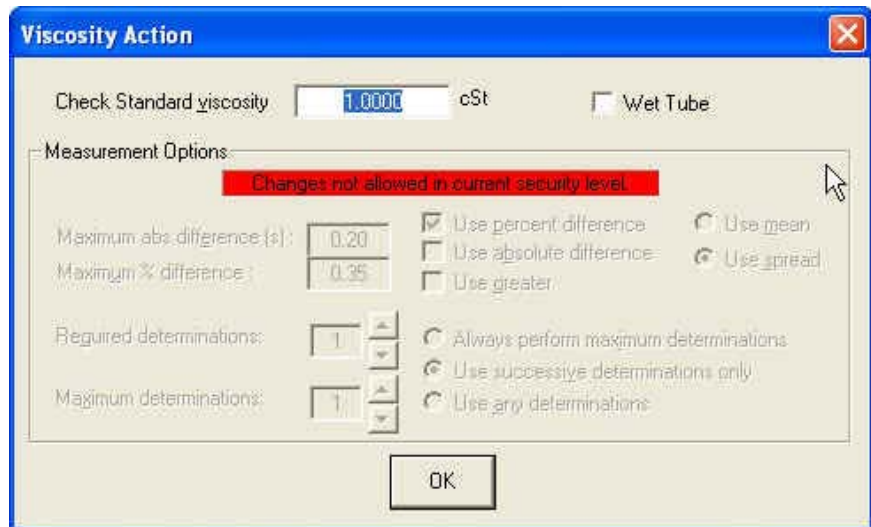 Viscosity Action
Check Standard viscosity 1.0000 cSt Wet Tube
Measurement Options
Changes not allowed in current security level.
Maximum abs difference (s) : 0.20
Maximum % difference : 0.35
Use percent difference
Use absolute difference
Use greater
Use mean
Use spread
Required determinations: 1
Maximum determinations: 1
Always perform maximum determinations
Use successive determinations only
Use any determinations
OK